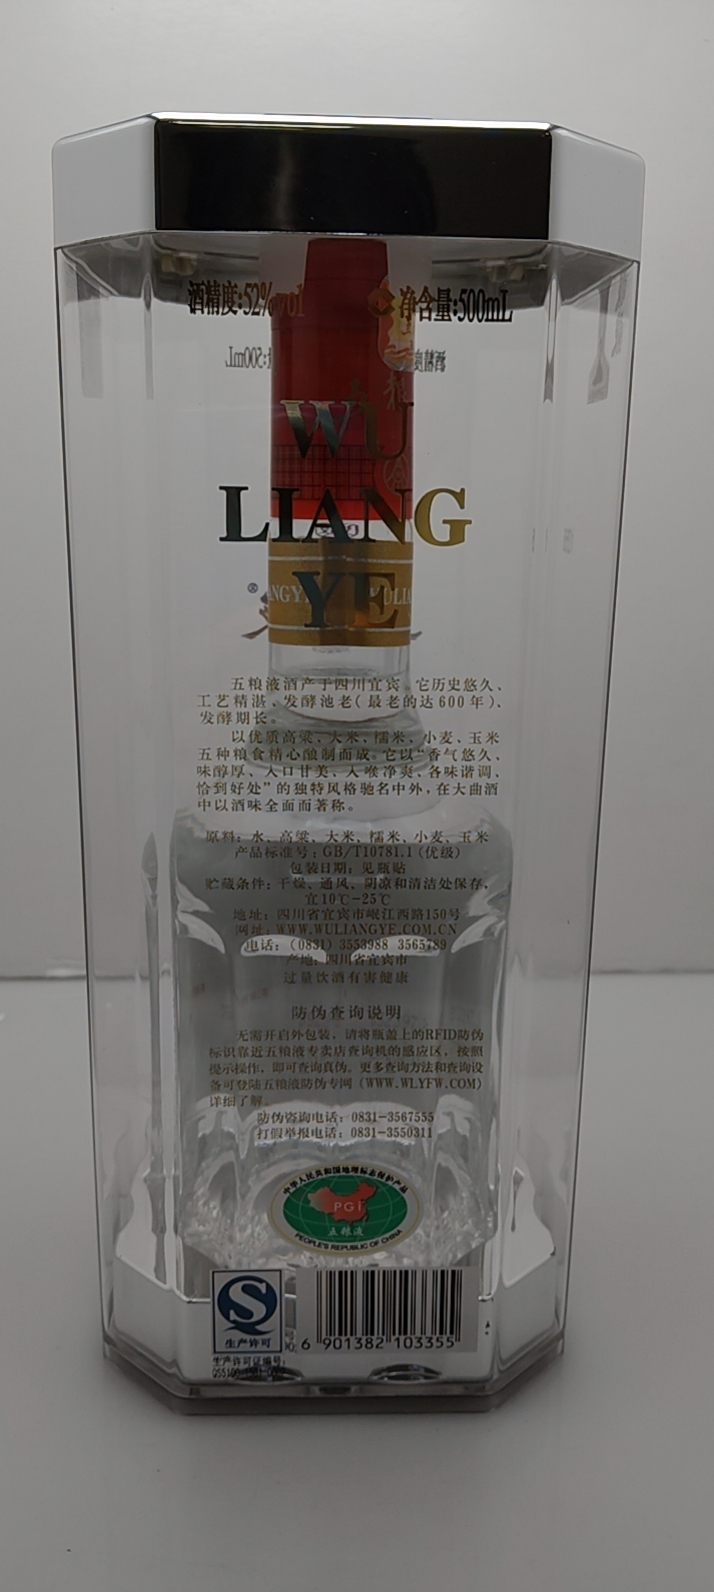 酒精度:52%vol 净含量:500mL
WU
LIANG
YE
五粮液酒产于四川宜宾。它历史悠久、
工艺精湛、发酵池老(最老的达600年)、
发酵期长。
以优质高粱、大米、糯米、小麦、玉米
五种粮食精心酿制而成。它以“香气悠久、
味醇厚、入口甘美、入喉净爽、各味谐调、
恰到好处”的独特风格驰名中外,在大曲酒
中以酒味全面而著称。
原料:水、高粱、大米、糯米、小麦、玉米
产品标准号:GB/T10781.1(优级)
包装日期:见瓶贴
贮藏条件:干燥、通风、阴凉和清洁处保存,
宜10℃-25℃
地址:四川省宜宾市岷江西路150号
网址:WWW.WULIANGYE.COM.CN
电话:(0831) 3553988 3565789
产地:四川省宜宾市
过量饮酒有害健康
防伪查询说明
无需开启外包装,请将瓶盖上的RFID防伪
标识靠近五粮液专卖店查询机的感应区,按照
提示操作,即可查询真伪。更多查询方法和查询设
备可登陆五粮液防伪专网(WWW.WLYFW.COM)
详细了解。
防伪咨询电话:0831-3567555
打假举报电话:0831-3550311
中华人民共和国地理标志保护产品
PGI
五粮液
PEOPLE'S REPUBLIC OF CHINA
生产许可
6 901382 103355
生产许可证编号: